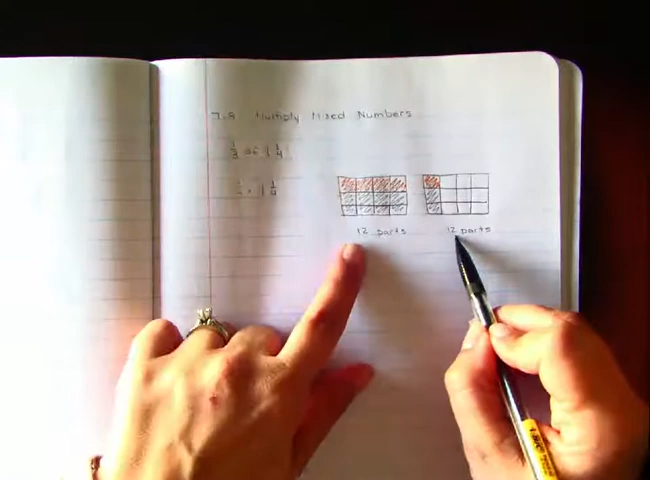 7.9 Multiply Mixed Numbers
1/3 of 1 1/4
1/3 × 1 1/4
12 parts 12 parts
BIC